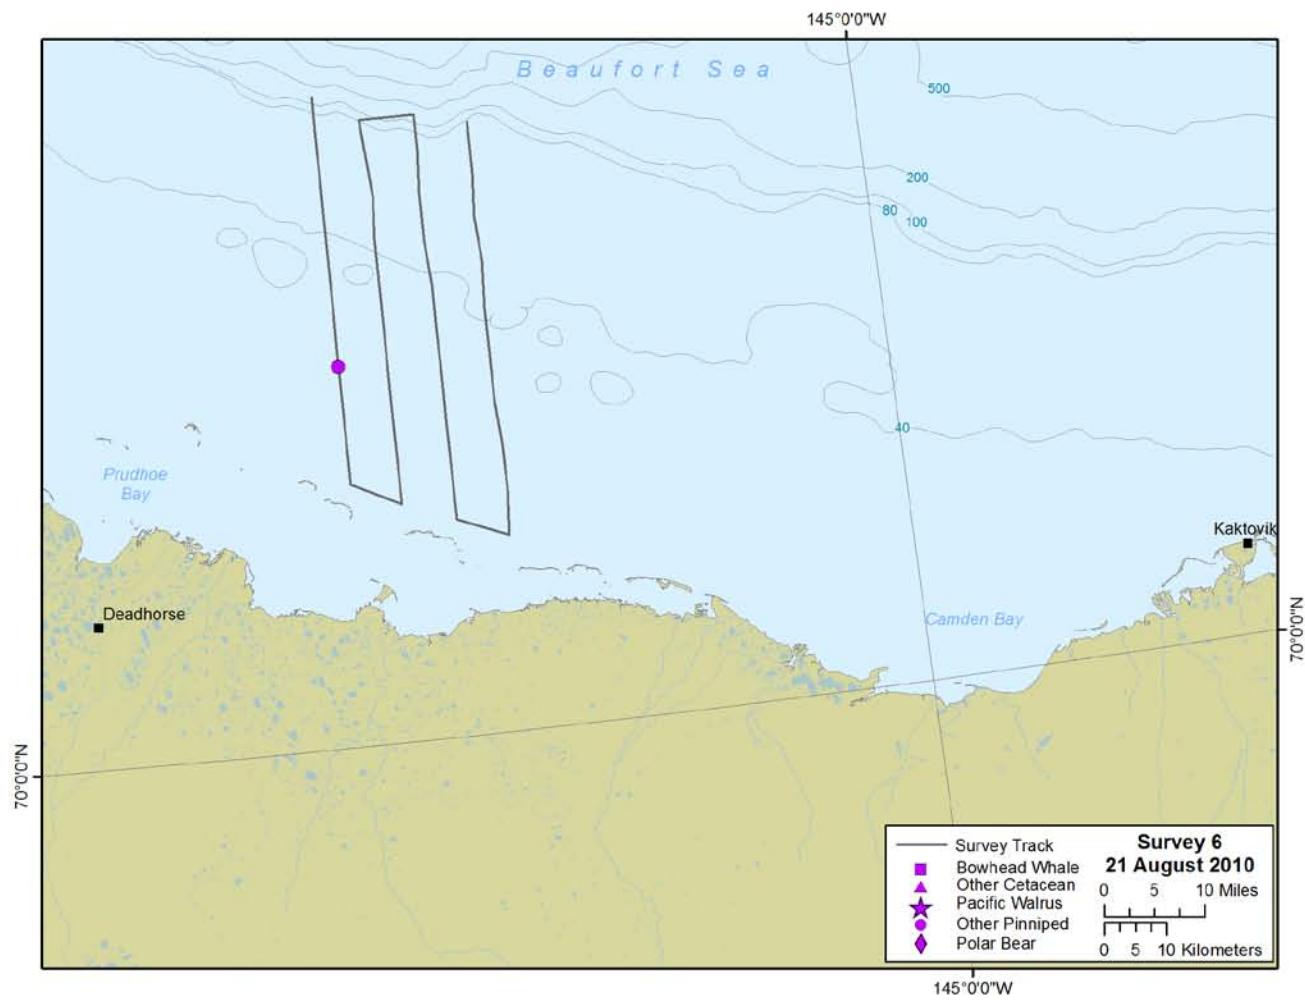 145°0'0"W
Beaufort Sea
500
200
80
100
40
Prudhoe
Bay
Kaktovik
Deadhorse
Camden Bay
70°0'0"N
70°0'0"N
Survey Track
Bowhead Whale
Other Cetacean
Pacific Walrus
Other Pinniped
Polar Bear
Survey 6
21 August 2010
0 5 10 Miles
0 5 10 Kilometers
145°0'0"W